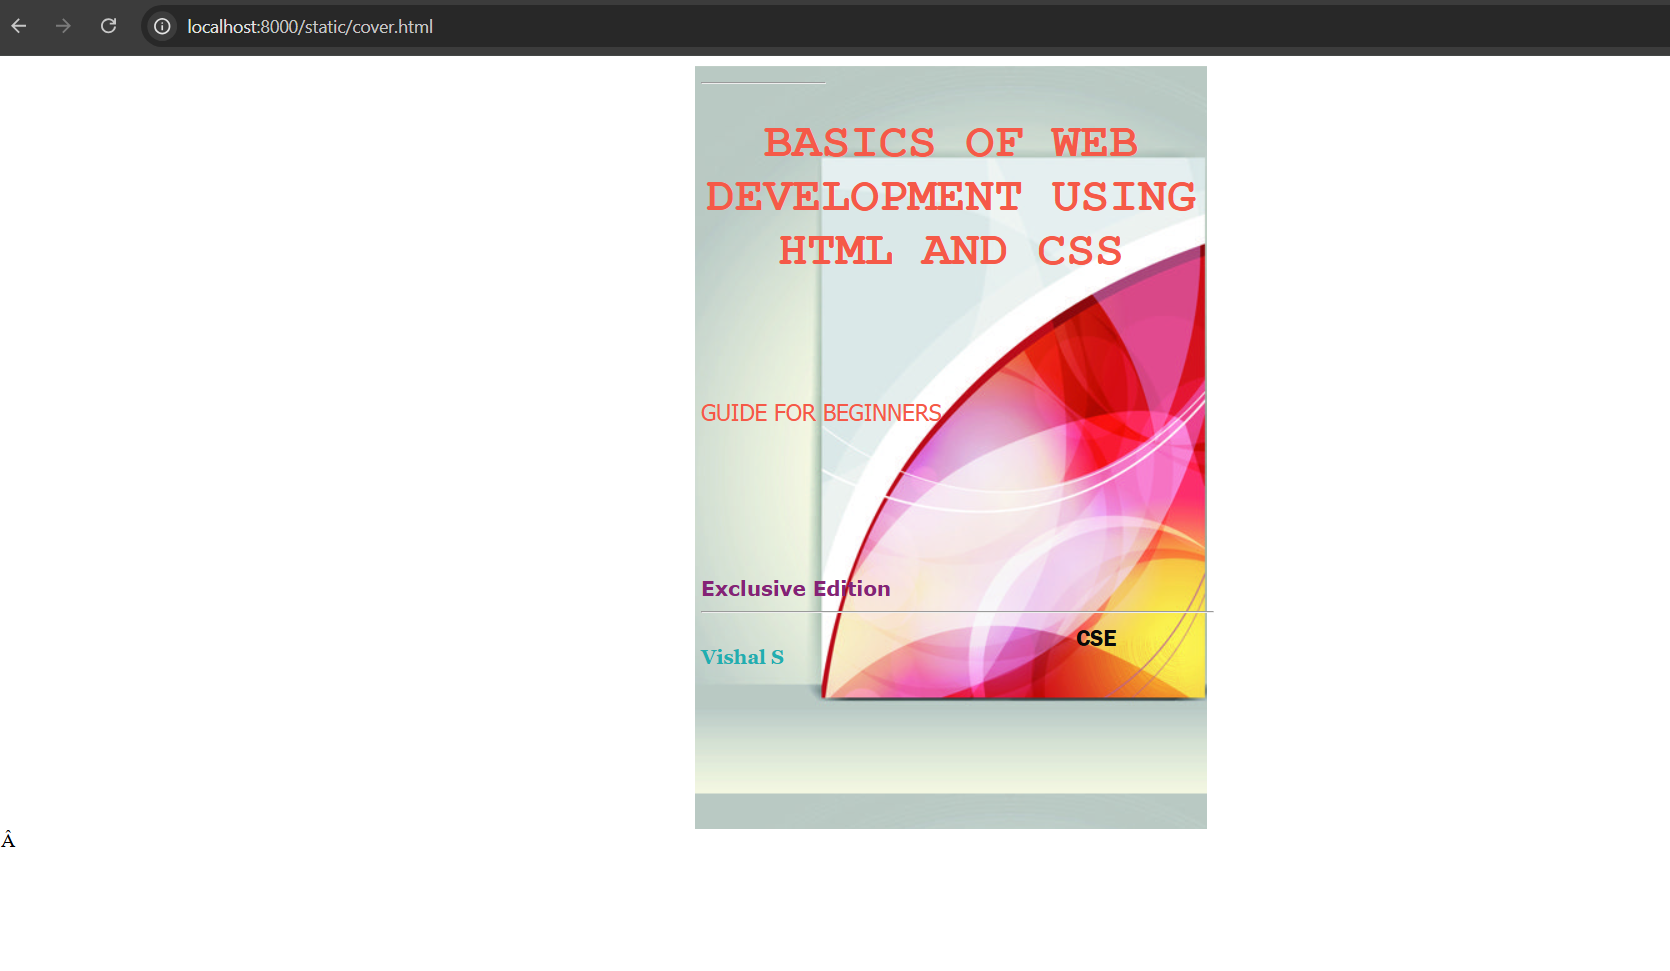 localhost:8000/static/cover.html
BASICS OF WEB
DEVELOPMENT USING
HTML AND CSS
GUIDE FOR BEGINNERS
Exclusive Edition
CSE
Vishal S
Â